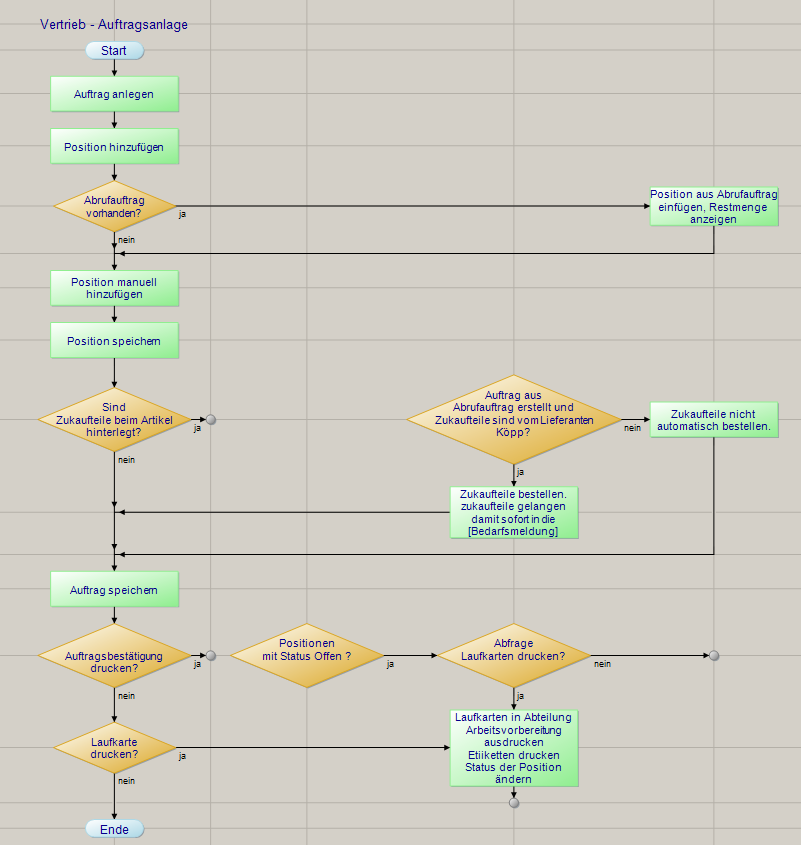 Vertrieb - Auftragsanlage
Start
Auftrag anlegen
Position hinzufügen
Abrufauftrag
vorhanden?
ja
nein
Position aus Abrufauftrag
einfügen, Restmenge
anzeigen
Position manuell
hinzufügen
Position speichern
Sind
Zukaufteile beim Artikel
hinterlegt?
ja
nein
Auftrag aus
Abrufauftrag erstellt und
Zukaufteile sind vom Lieferanten
Köpp?
nein
ja
Zukaufteile nicht
automatisch bestellen.
Zukaufteile bestellen.
zukaufteile gelangen
damit sofort in die
[Bedarfsmeldung]
Auftrag speichern
Auftragsbestätigung
drucken?
ja
nein
Positionen
mit Status Offen ?
ja
Abfrage
Laufkarten drucken?
nein
ja
Laufkarte
drucken?
ja
nein
Laufkarten in Abteilung
Arbeitsvorbereitung
ausdrucken
Etiiketten drucken
Status der Position
ändern
Ende